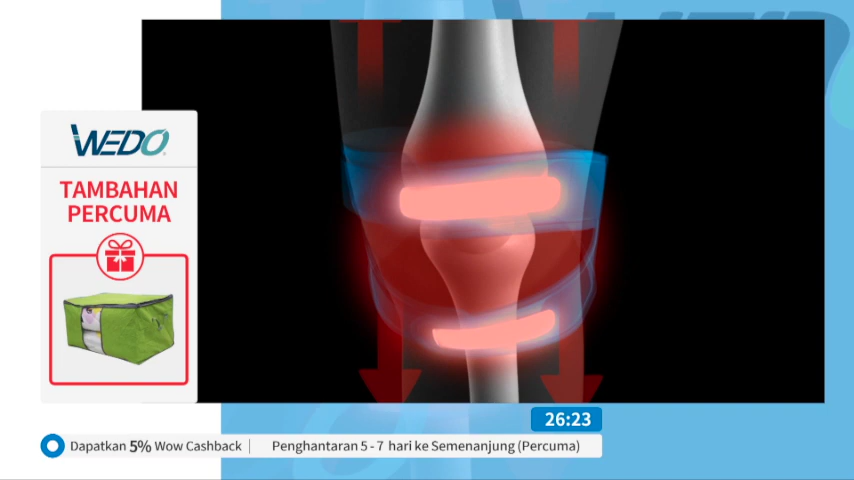 WEDO
TAMBAHAN
PERCUMA
26:23
Dapatkan 5% Wow Cashback
Penghantaran 5 - 7 hari ke Semenanjung (Percuma)